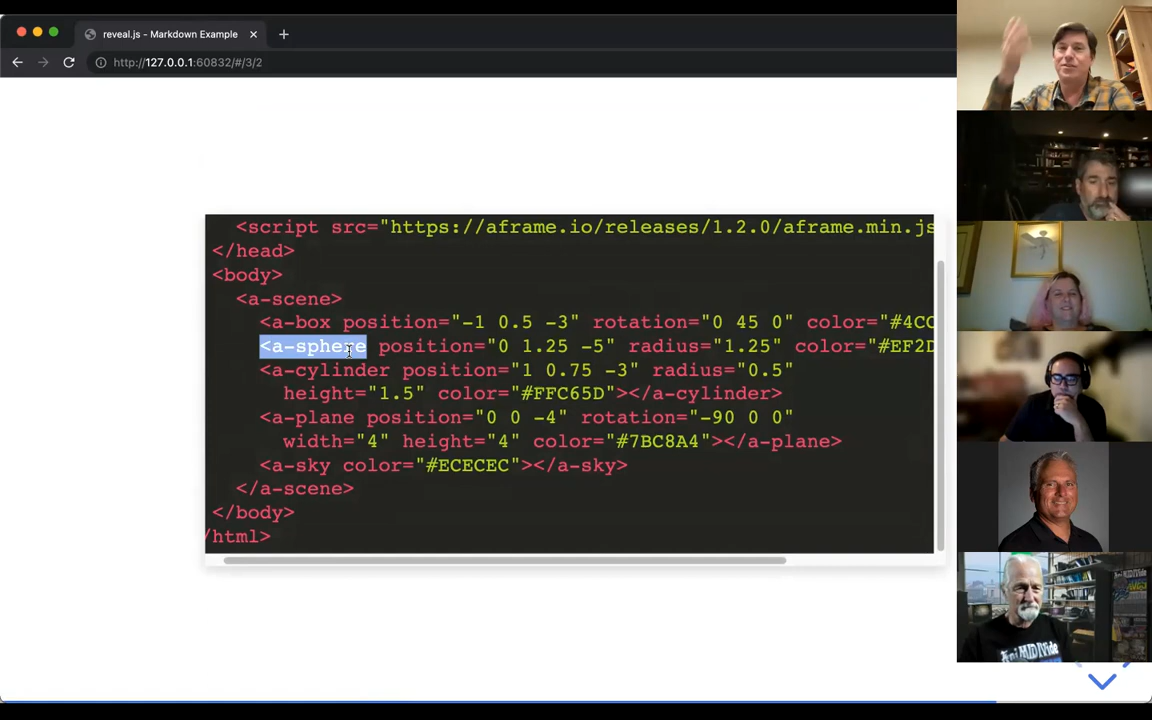 reveal.js - Markdown Example
http://127.0.0.1:60832/#/3/2
<script src="https://aframe.io/releases/1.2.0/aframe.min.js
</head>
<body>
<a-scene>
<a-box position="-1 0.5 -3" rotation="0 45 0" color="#4CC
<a-sphere position="0 1.25 -5" radius="1.25" color="#EF2D
<a-cylinder position="1 0.75 -3" radius="0.5"
height="1.5" color="#FFC65D"></a-cylinder>
<a-plane position="0 0 -4" rotation="-90 0 0"
width="4" height="4" color="#7BC8A4"></a-plane>
<a-sky color="#ECECEC"></a-sky>
</a-scene>
</body>
/html>